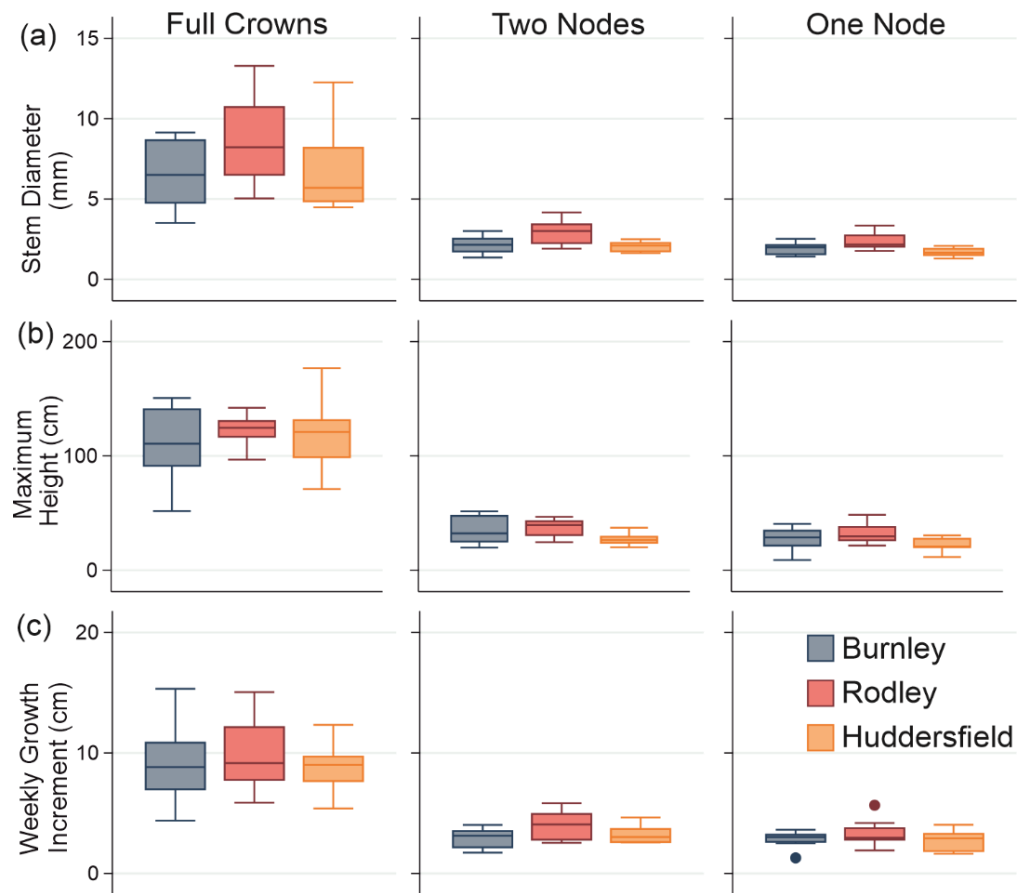 Full Crowns
Two Nodes
One Node
(a)
Stem Diameter
(mm)
15
10
5
0
(b)
Maximum
Height (cm)
200
100
0
(c)
Weekly Growth
Increment (cm)
20
10
0
Burnley
Rodley
Huddersfield